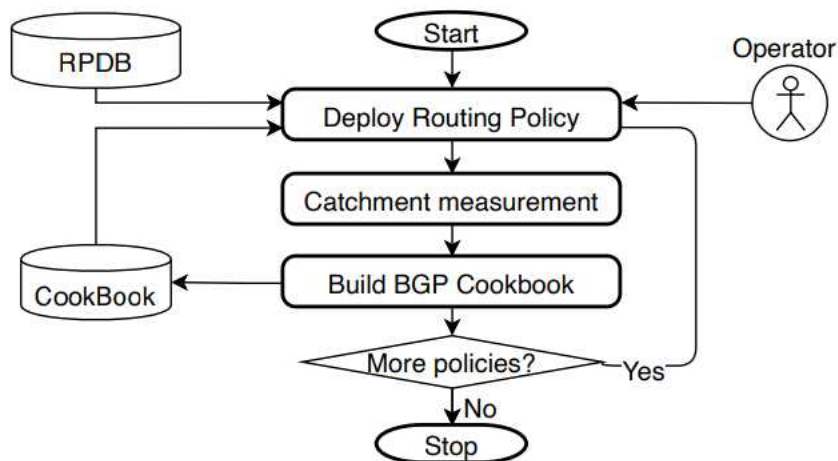 Start
RPDB
Operator
Deploy Routing Policy
Catchment measurement
Build BGP Cookbook
CookBook
More policies?
Yes
No
Stop